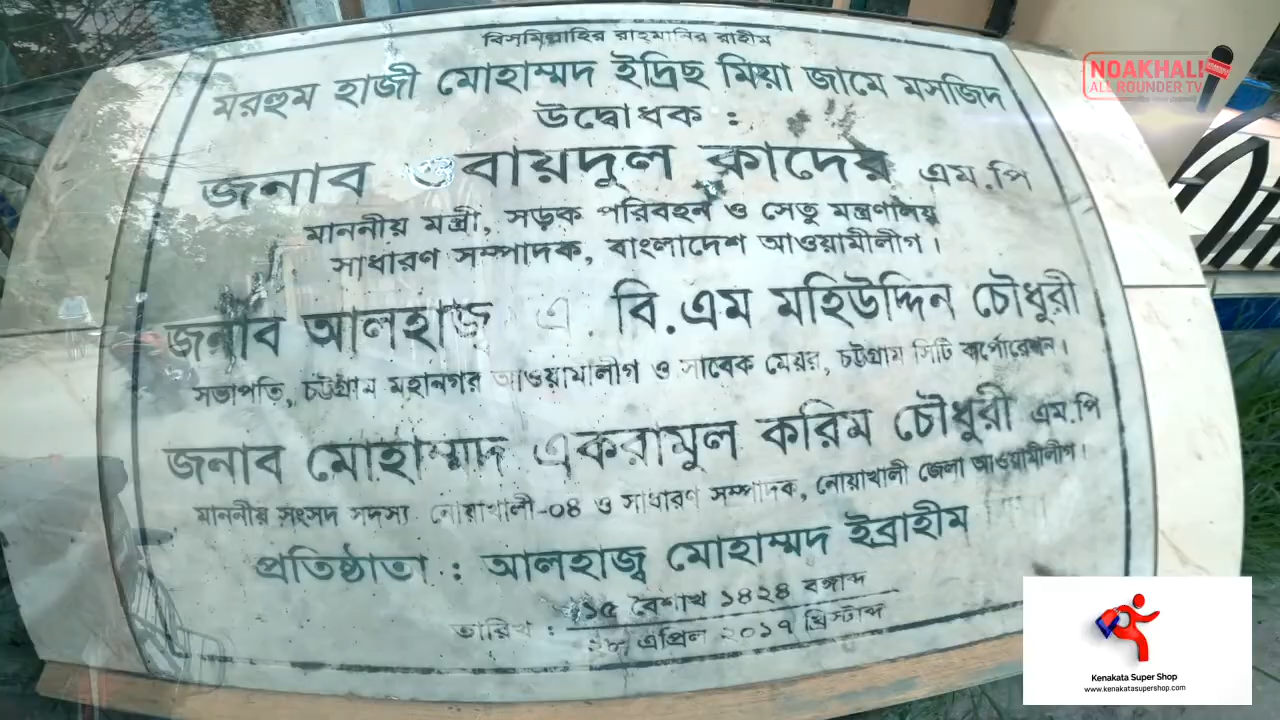 বিসমিল্লাহির রাহমানির রাহীম
মরহুম হাজী মোহাম্মদ ইদ্রিছ মিয়া জামে মসজিদ
উদ্বোধক :
জনাব ওবায়দুল কাদের এম.পি
মাননীয় মন্ত্রী, সড়ক পরিবহন ও সেতু মন্ত্রণালয়
সাধারণ সম্পাদক, বাংলাদেশ আওয়ামীলীগ।
জনাব আলহাজ এ. বি.এম মহিউদ্দিন চৌধুরী
সভাপতি, চট্টগ্রাম মহানগর আওয়ামীলীগ ও সাবেক মেয়র, চট্টগ্রাম সিটি কর্পোরেশন।
জনাব মোহাম্মদ একরামুল করিম চৌধুরী এম.পি
মাননীয় সংসদ সদস্য নোয়াখালী-০৪ ও সাধারণ সম্পাদক, নোয়াখালী জেলা আওয়ামীলীগ।
প্রতিষ্ঠাতা : আলহাজ্ব মোহাম্মদ ইব্রাহীম
তারিখ : ১৫ বৈশাখ ১৪২৪ বঙ্গাব্দ
এপ্রিল ২০১৭ খ্রিস্টাব্দ
NOAKHALI
ALL ROUNDER TV
Kenakata Super Shop
www.kenakatasupershop.com